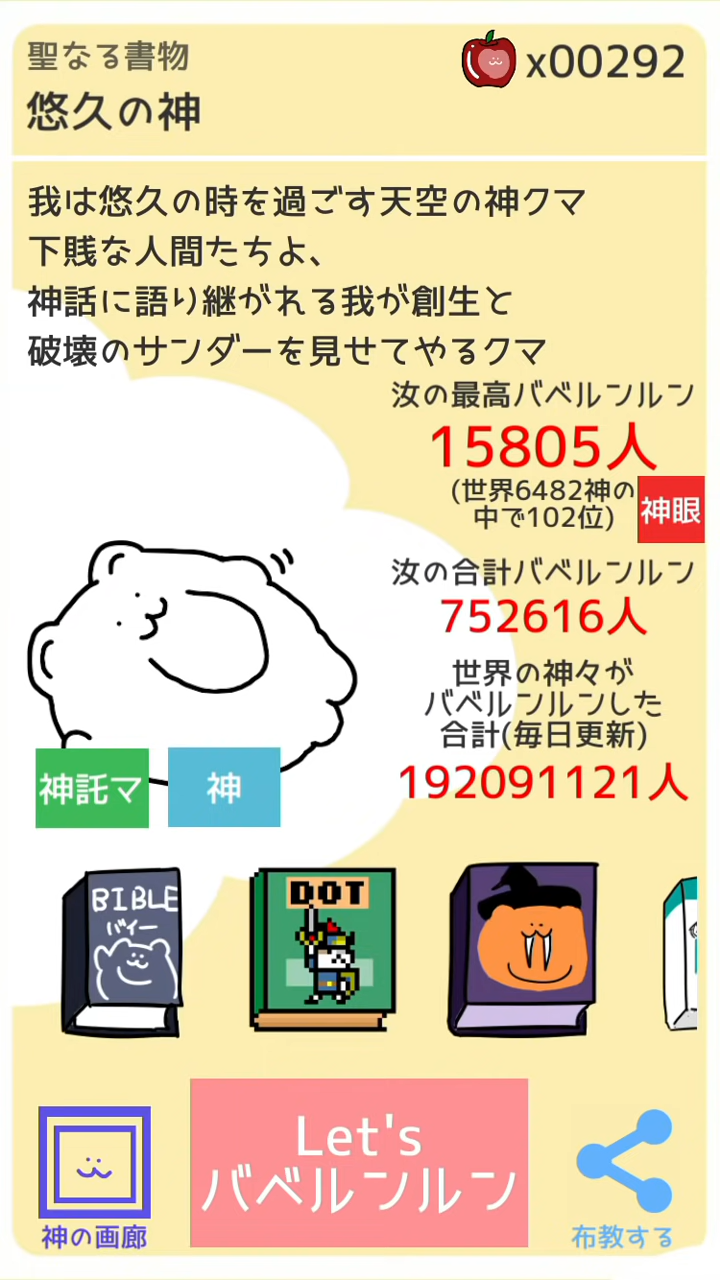 聖なる書物
x00292
悠久の神
我は悠久の時を過ごす天空の神クマ
下賎な人間たちよ、
神話に語り継がれる我が創生と
破壊のサンダーを見せてやるクマ
汝の最高バベルンルン
15805人
(世界6482神の
中で102位)
神眼
汝の合計バベルンルン
752616人
世界の神々が
バベルンルンした
合計(毎日更新)
192091121人
神託マ
神
BIBLE
バイー
DOT
Let's
バベルンルン
神の画廊
布教する